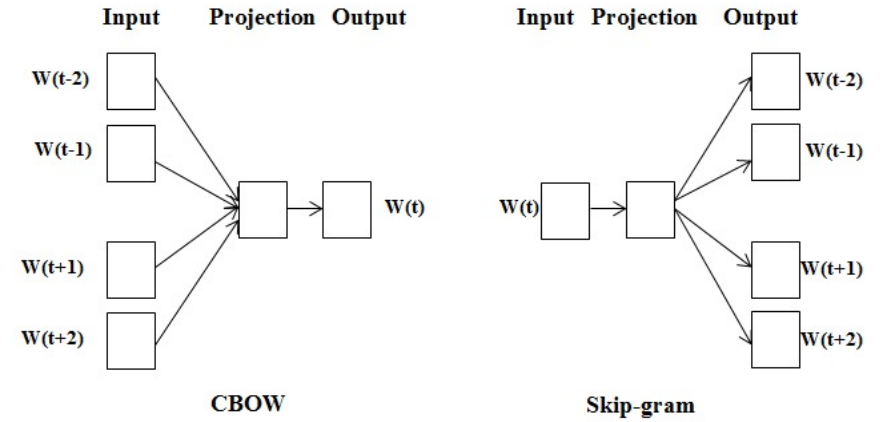 Input Projection Output
W(t-2)
W(t-1)
W(t)
W(t+1)
W(t+2)
CBOW
Input Projection Output
W(t-2)
W(t-1)
W(t)
W(t+1)
W(t+2)
Skip-gram